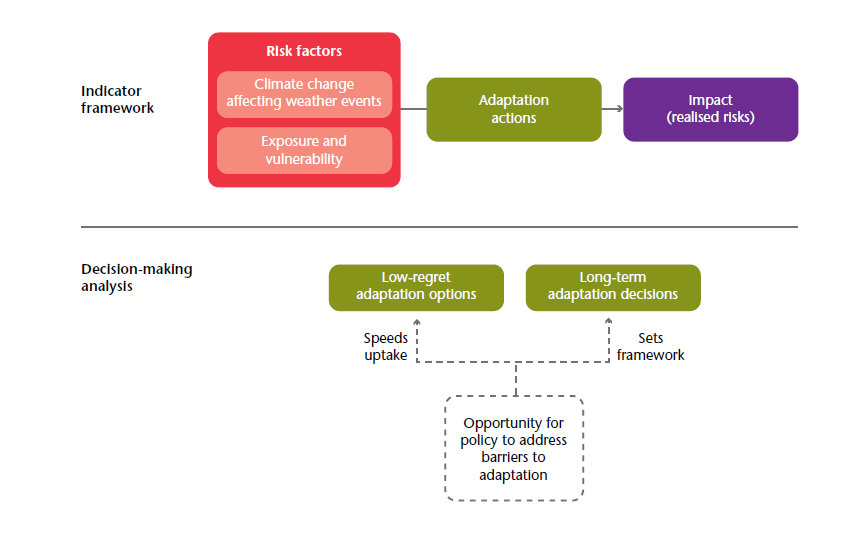 Risk factors
Indicator
framework
Climate change
affecting weather events
Exposure and
vulnerability
Adaptation
actions
Impact
(realised risks)
Decision-making
analysis
Low-regret
adaptation options
Long-term
adaptation decisions
Speeds
uptake
Sets
framework
Opportunity for
policy to address
barriers to
adaptation